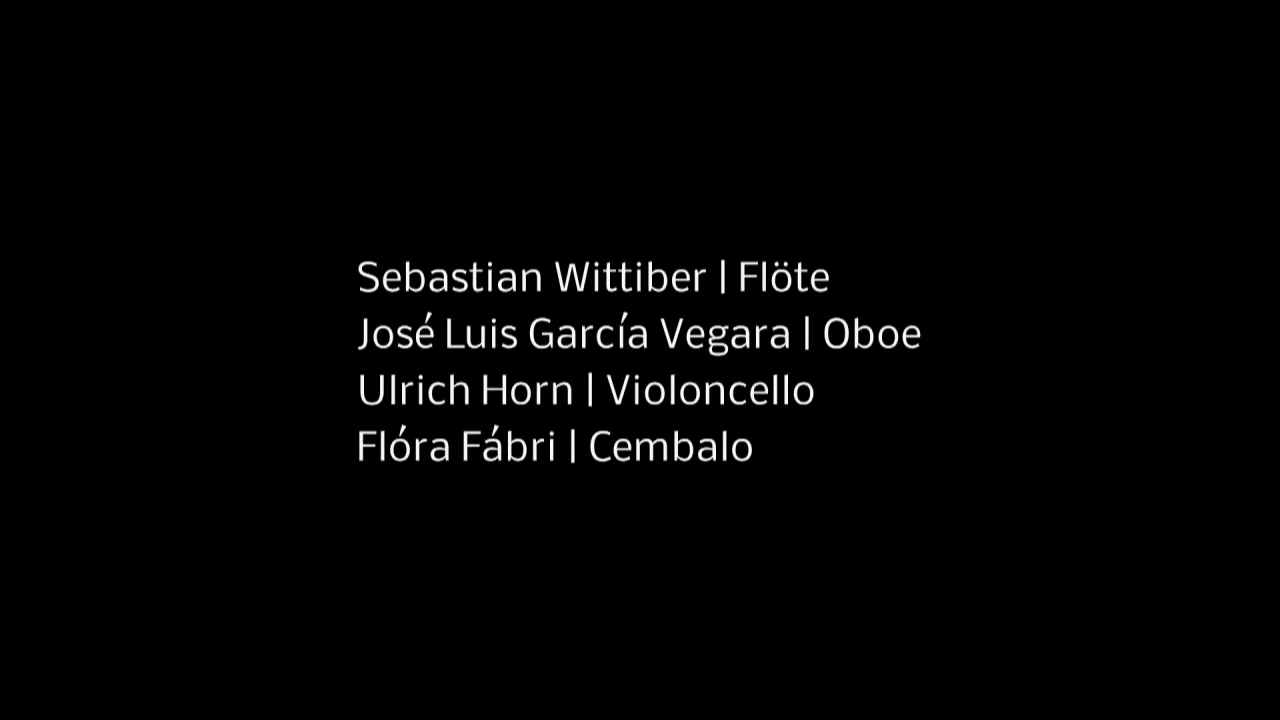 Sebastian Wittiber | Flöte
José Luis García Vegara | Oboe
Ulrich Horn | Violoncello
Flóra Fábri | Cembalo